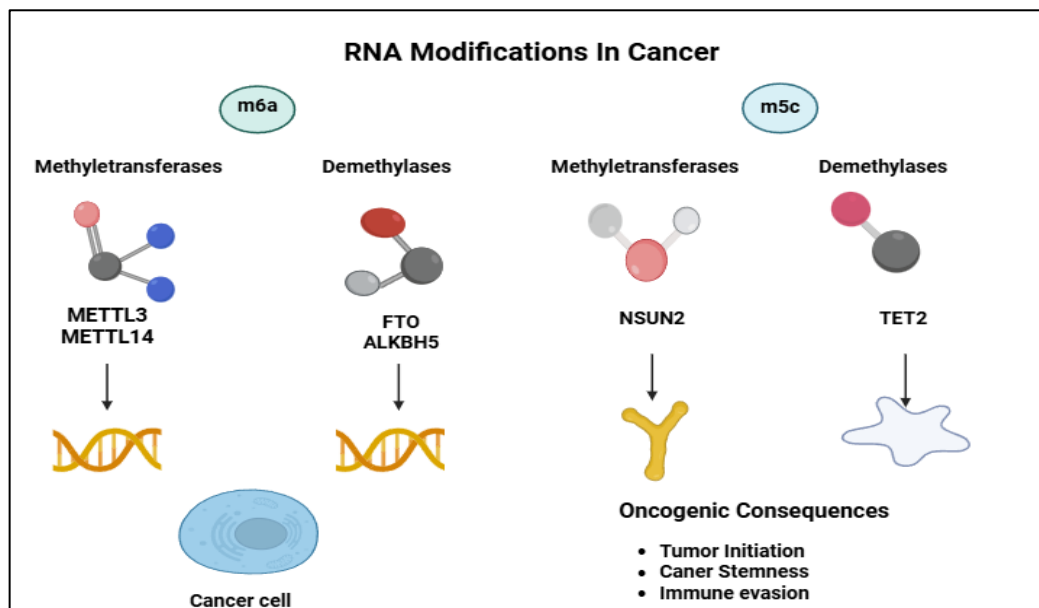 RNA Modifications In Cancer
m6a
m5c
Methyletransferases
Demethylases
Methyletransferases
Demethylases
METTL3
METTL14
FTO
ALKBH5
NSUN2
TET2
Oncogenic Consequences
• Tumor Initiation
• Caner Stemness
• Immune evasion
Cancer cell